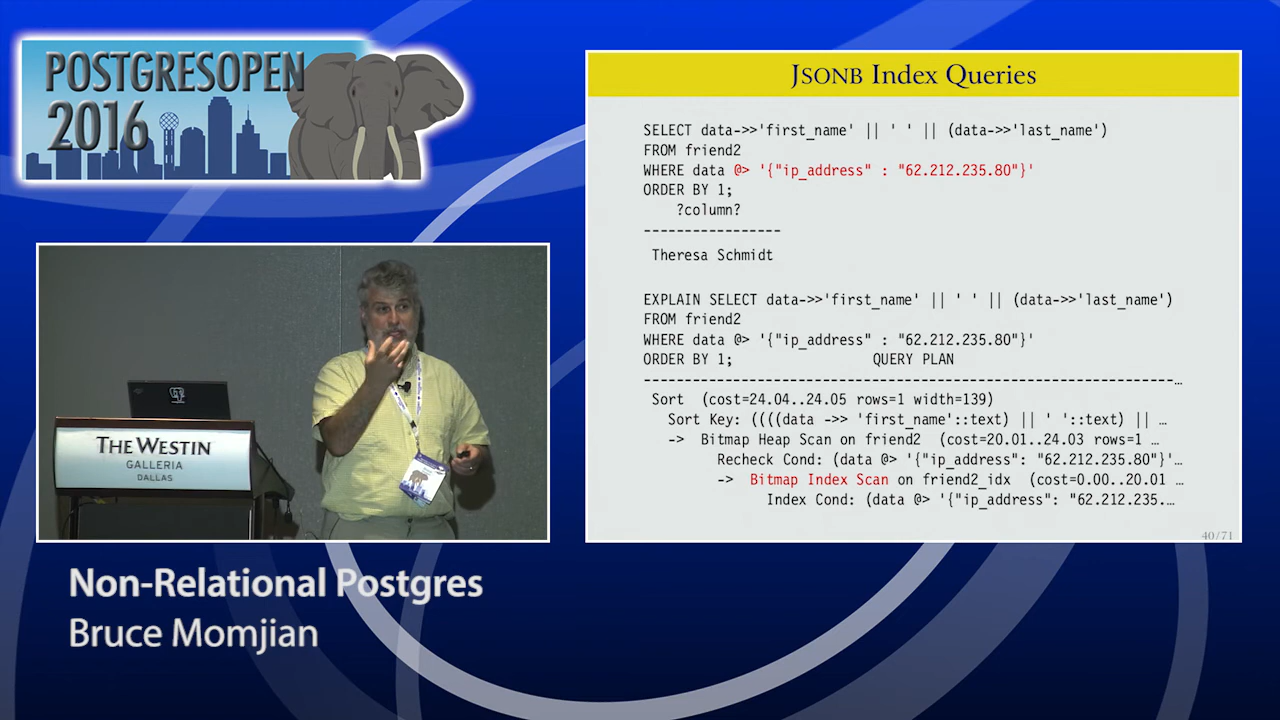 POSTGRESOPEN
2016
JSONB Index Queries
SELECT data->>'first_name' || ' ' || (data->>'last_name')
FROM friend2
WHERE data @> '{"ip_address" : "62.212.235.80"}'
ORDER BY 1;
?column?
-----------------
Theresa Schmidt
EXPLAIN SELECT data->>'first_name' || ' ' || (data->>'last_name')
FROM friend2
WHERE data @> '{"ip_address" : "62.212.235.80"}'
ORDER BY 1; QUERY PLAN
-----------------------------------------------------------------…
Sort (cost=24.04..24.05 rows=1 width=139)
Sort Key: ((((data ->> 'first_name'::text) || ' '::text) || …
-> Bitmap Heap Scan on friend2 (cost=20.01..24.03 rows=1 …
Recheck Cond: (data @> '{"ip_address": "62.212.235.80"}'…
-> Bitmap Index Scan on friend2_idx (cost=0.00..20.01 …
Index Cond: (data @> '{"ip_address": "62.212.235.…
40/71
THE WESTIN
GALLERIA
DALLAS
Non-Relational Postgres
Bruce Momjian